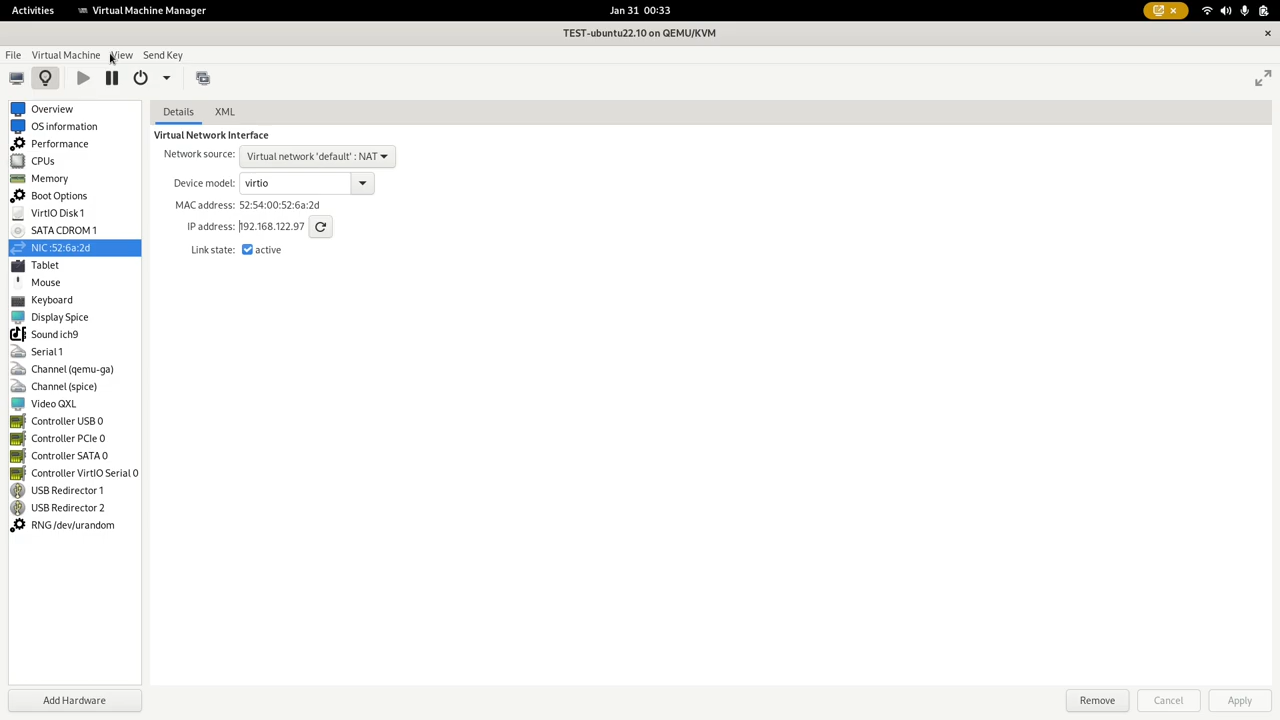 Activities Virtual Machine Manager Jan 31 00:33
TEST-ubuntu22.10 on QEMU/KVM
File Virtual Machine View Send Key
Overview
OS information
Performance
CPUs
Memory
Boot Options
VirtIO Disk 1
SATA CDROM 1
NIC :52:6a:2d
Tablet
Mouse
Keyboard
Display Spice
Sound ich9
Serial 1
Channel (qemu-ga)
Channel (spice)
Video QXL
Controller USB 0
Controller PCIe 0
Controller SATA 0
Controller VirtIO Serial 0
USB Redirector 1
USB Redirector 2
RNG /dev/urandom
Add Hardware
Details XML
Virtual Network Interface
Network source: Virtual network 'default' : NAT
Device model: virtio
MAC address: 52:54:00:52:6a:2d
IP address: 192.168.122.97
Link state: active
Remove Cancel Apply